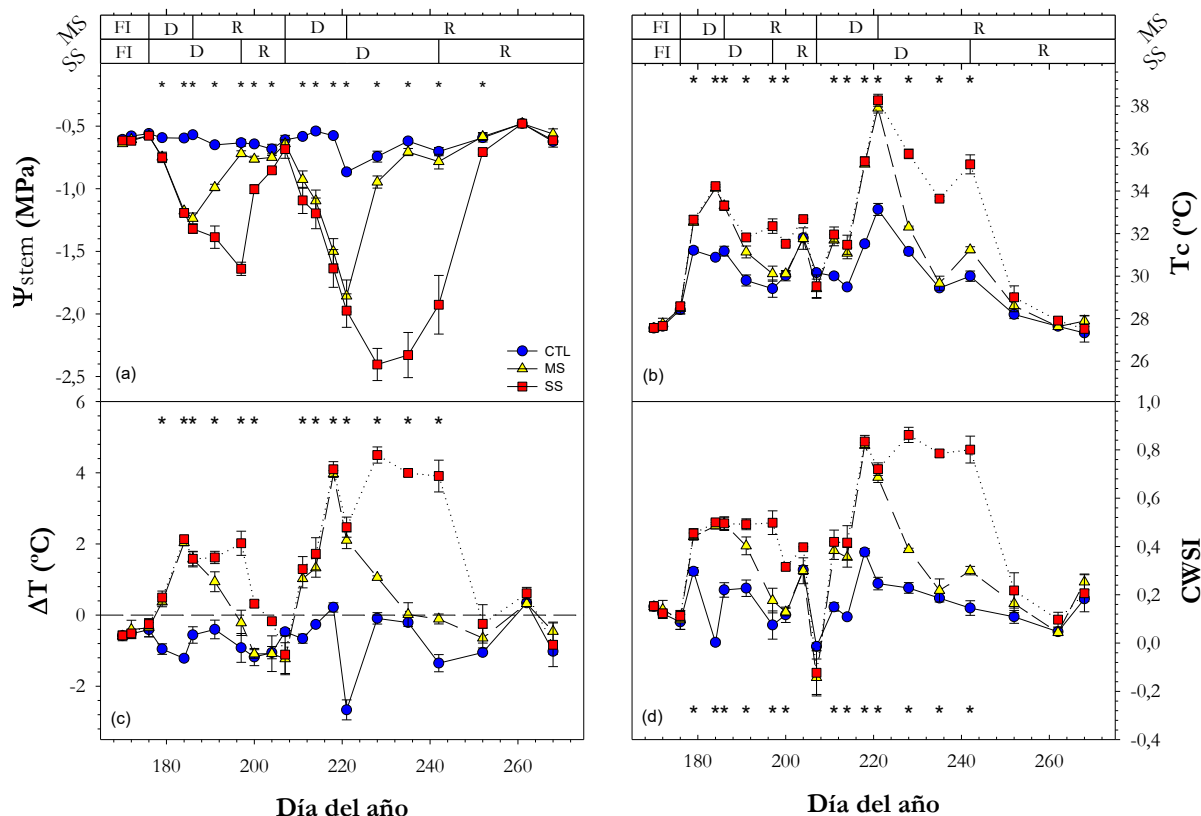 FI D R D R MS
FI D R D R SS
FI D R D R MS
FI D R D R SS
* * * * * * * * * * * * * * *
-0,5
-1,0
-1,5
-2,0
-2,5
Ψstem (MPa)
(a)
CTL
MS
SS
* * * * * * * * * * * * * *
38
36
34
32
30
28
26
Tc (ºC)
(b)
* * * * * * * * * * * * * *
6
4
2
0
-2
ΔT (ºC)
(c)
180 200 220 240 260
Día del año
1,0
0,8
0,6
0,4
0,2
0,0
-0,2
-0,4
CWSI
(d)
* * * * * * * * * * * * * *
180 200 220 240 260
Día del año